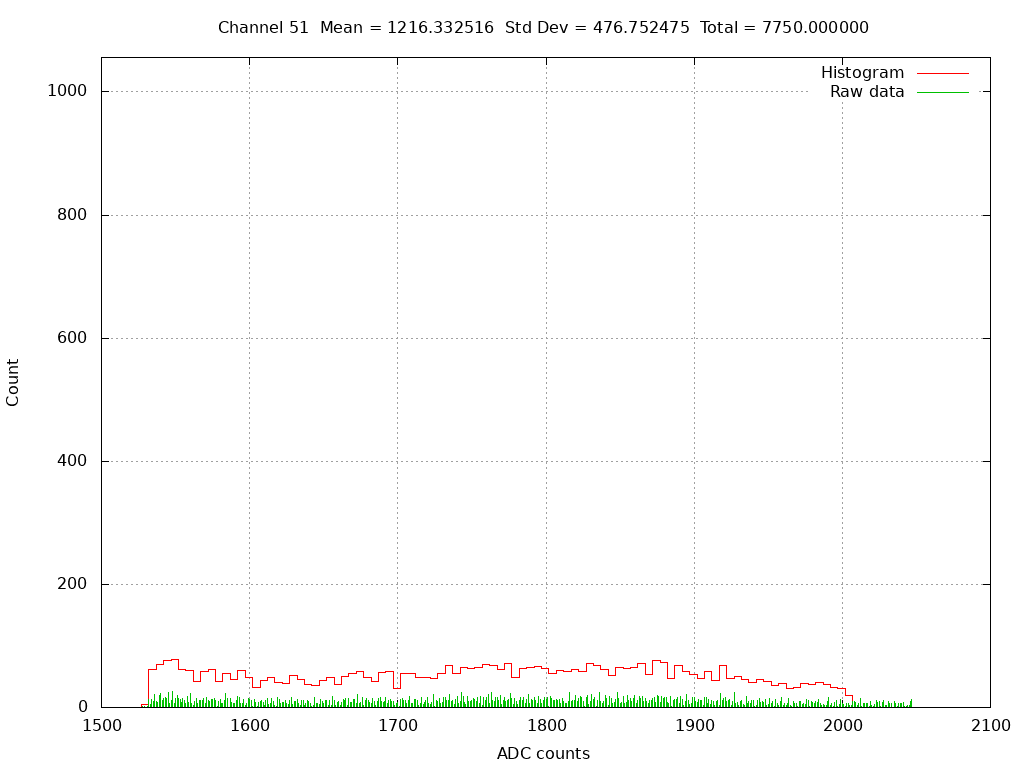 Channel 51  Mean = 1216.332516  Std Dev = 476.752475  Total = 7750.000000
Histogram
Raw data
1000
800
600
400
200
0
Count
1500 1600 1700 1800 1900 2000 2100
ADC counts